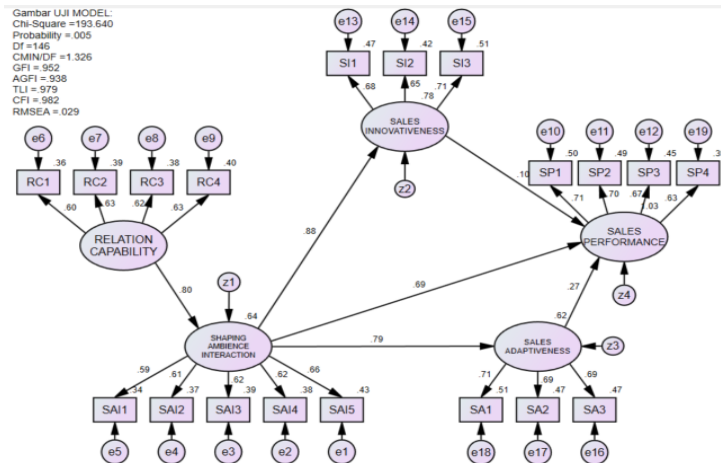 Gambar UJI MODEL:
Chi-Square =193.640
Probability =.005
Df =146
CMIN/DF =1.326
GFI =.952
AGFI =.938
TLI =.979
CFI =.982
RMSEA =.029
e13 e14 e15
.47 .42 .51
SI1 SI2 SI3
.68 .65 .71
.78
SALES
INNOVATIVENESS
z2
e6 e7 e8 e9
.36 .39 .38 .40
RC1 RC2 RC3 RC4
.60 .63 .62 .63
RELATION
CAPABILITY
e10 e11 e12 e19
.50 .49 .45
SP1 SP2 SP3 SP4
.71 .70 .67 .63
1.03
SALES
PERFORMANCE
z4
.10
.88
.69
.27
.80
z1
.64
SHAPING
AMBIENCE
INTERACTION
.79
.62
SALES
ADAPTIVENESS
z3
.59 .61 .62 .62 .66
.34 .37 .39 .38 .43
SAI1 SAI2 SAI3 SAI4 SAI5
e5 e4 e3 e2 e1
.71 .69 .69
.51 .47 .47
SA1 SA2 SA3
e18 e17 e16